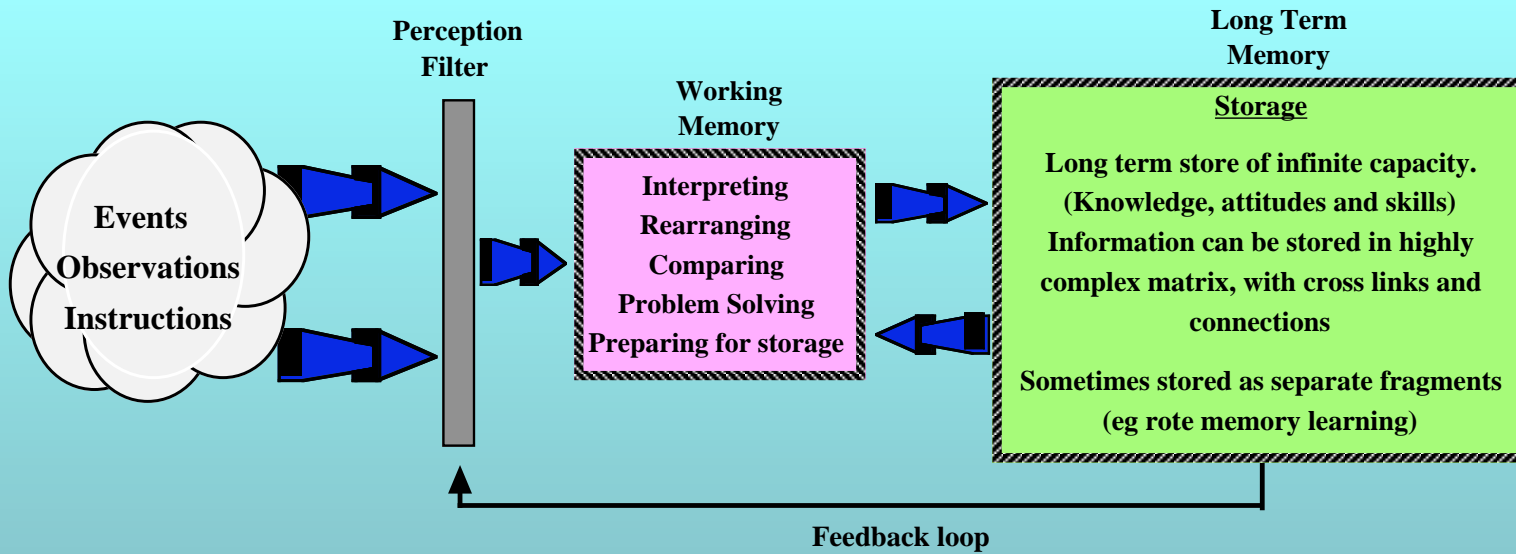 Perception
Filter
Working
Memory
Long Term
Memory
Events
Observations
Instructions
Interpreting
Rearranging
Comparing
Problem Solving
Preparing for storage
Storage
Long term store of infinite capacity.
(Knowledge, attitudes and skills)
Information can be stored in highly
complex matrix, with cross links and
connections
Sometimes stored as separate fragments
(eg rote memory learning)
Feedback loop